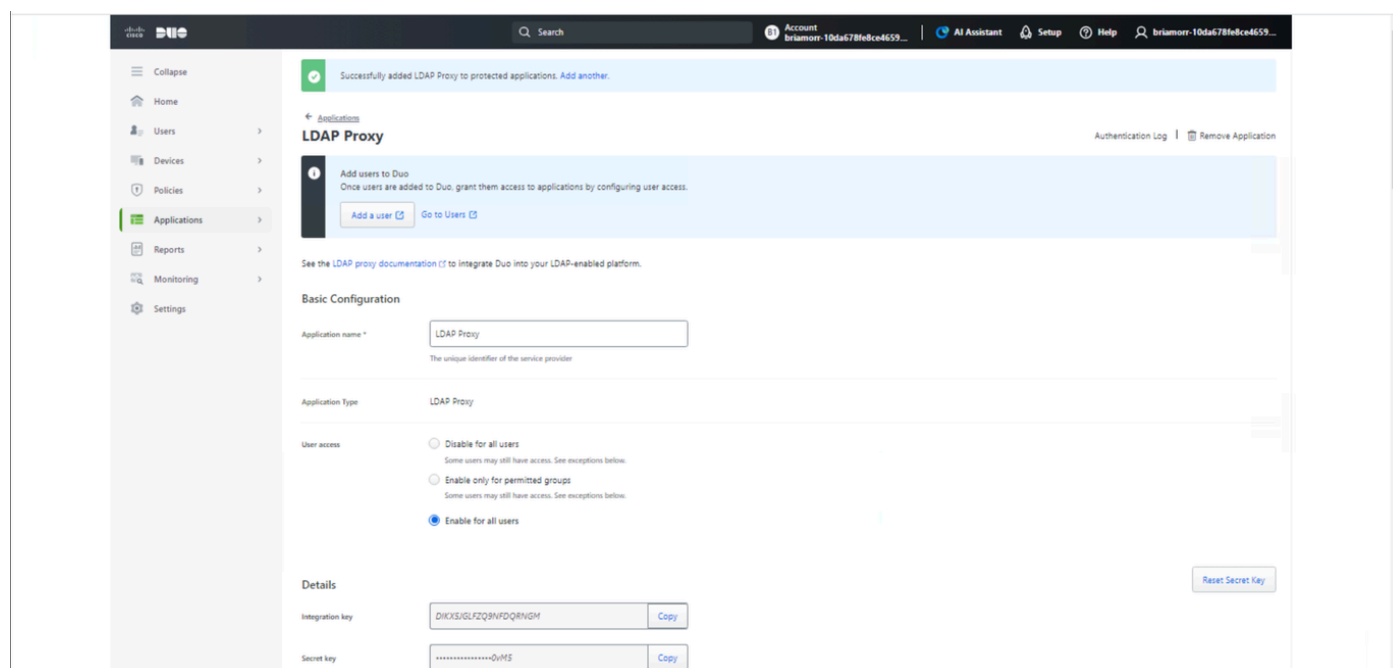 cisco DUO Search Account AI Assistant Setup Help briamorr-10da678fe8ce4659...
B1 briamorr-10da678fe8ce4659...
Collapse
Home
Users
Devices
Policies
Applications
Reports
Monitoring
Settings
Successfully added LDAP Proxy to protected applications. Add another.
Applications
LDAP Proxy
Authentication Log | Remove Application
Add users to Duo
Once users are added to Duo, grant them access to applications by configuring user access.
Add a user Go to Users
See the LDAP proxy documentation to integrate Duo into your LDAP-enabled platform.
Basic Configuration
Application name * LDAP Proxy
The unique identifier of the service provider
Application Type LDAP Proxy
User access Disable for all users
Some users may still have access. See exceptions below.
Enable only for permitted groups
Some users may still have access. See exceptions below.
Enable for all users
Details Reset Secret Key
Integration key DIKXSJGLFZQ9NFDQRNGM Copy
Secret key ••••••••••••••••0vM5 Copy